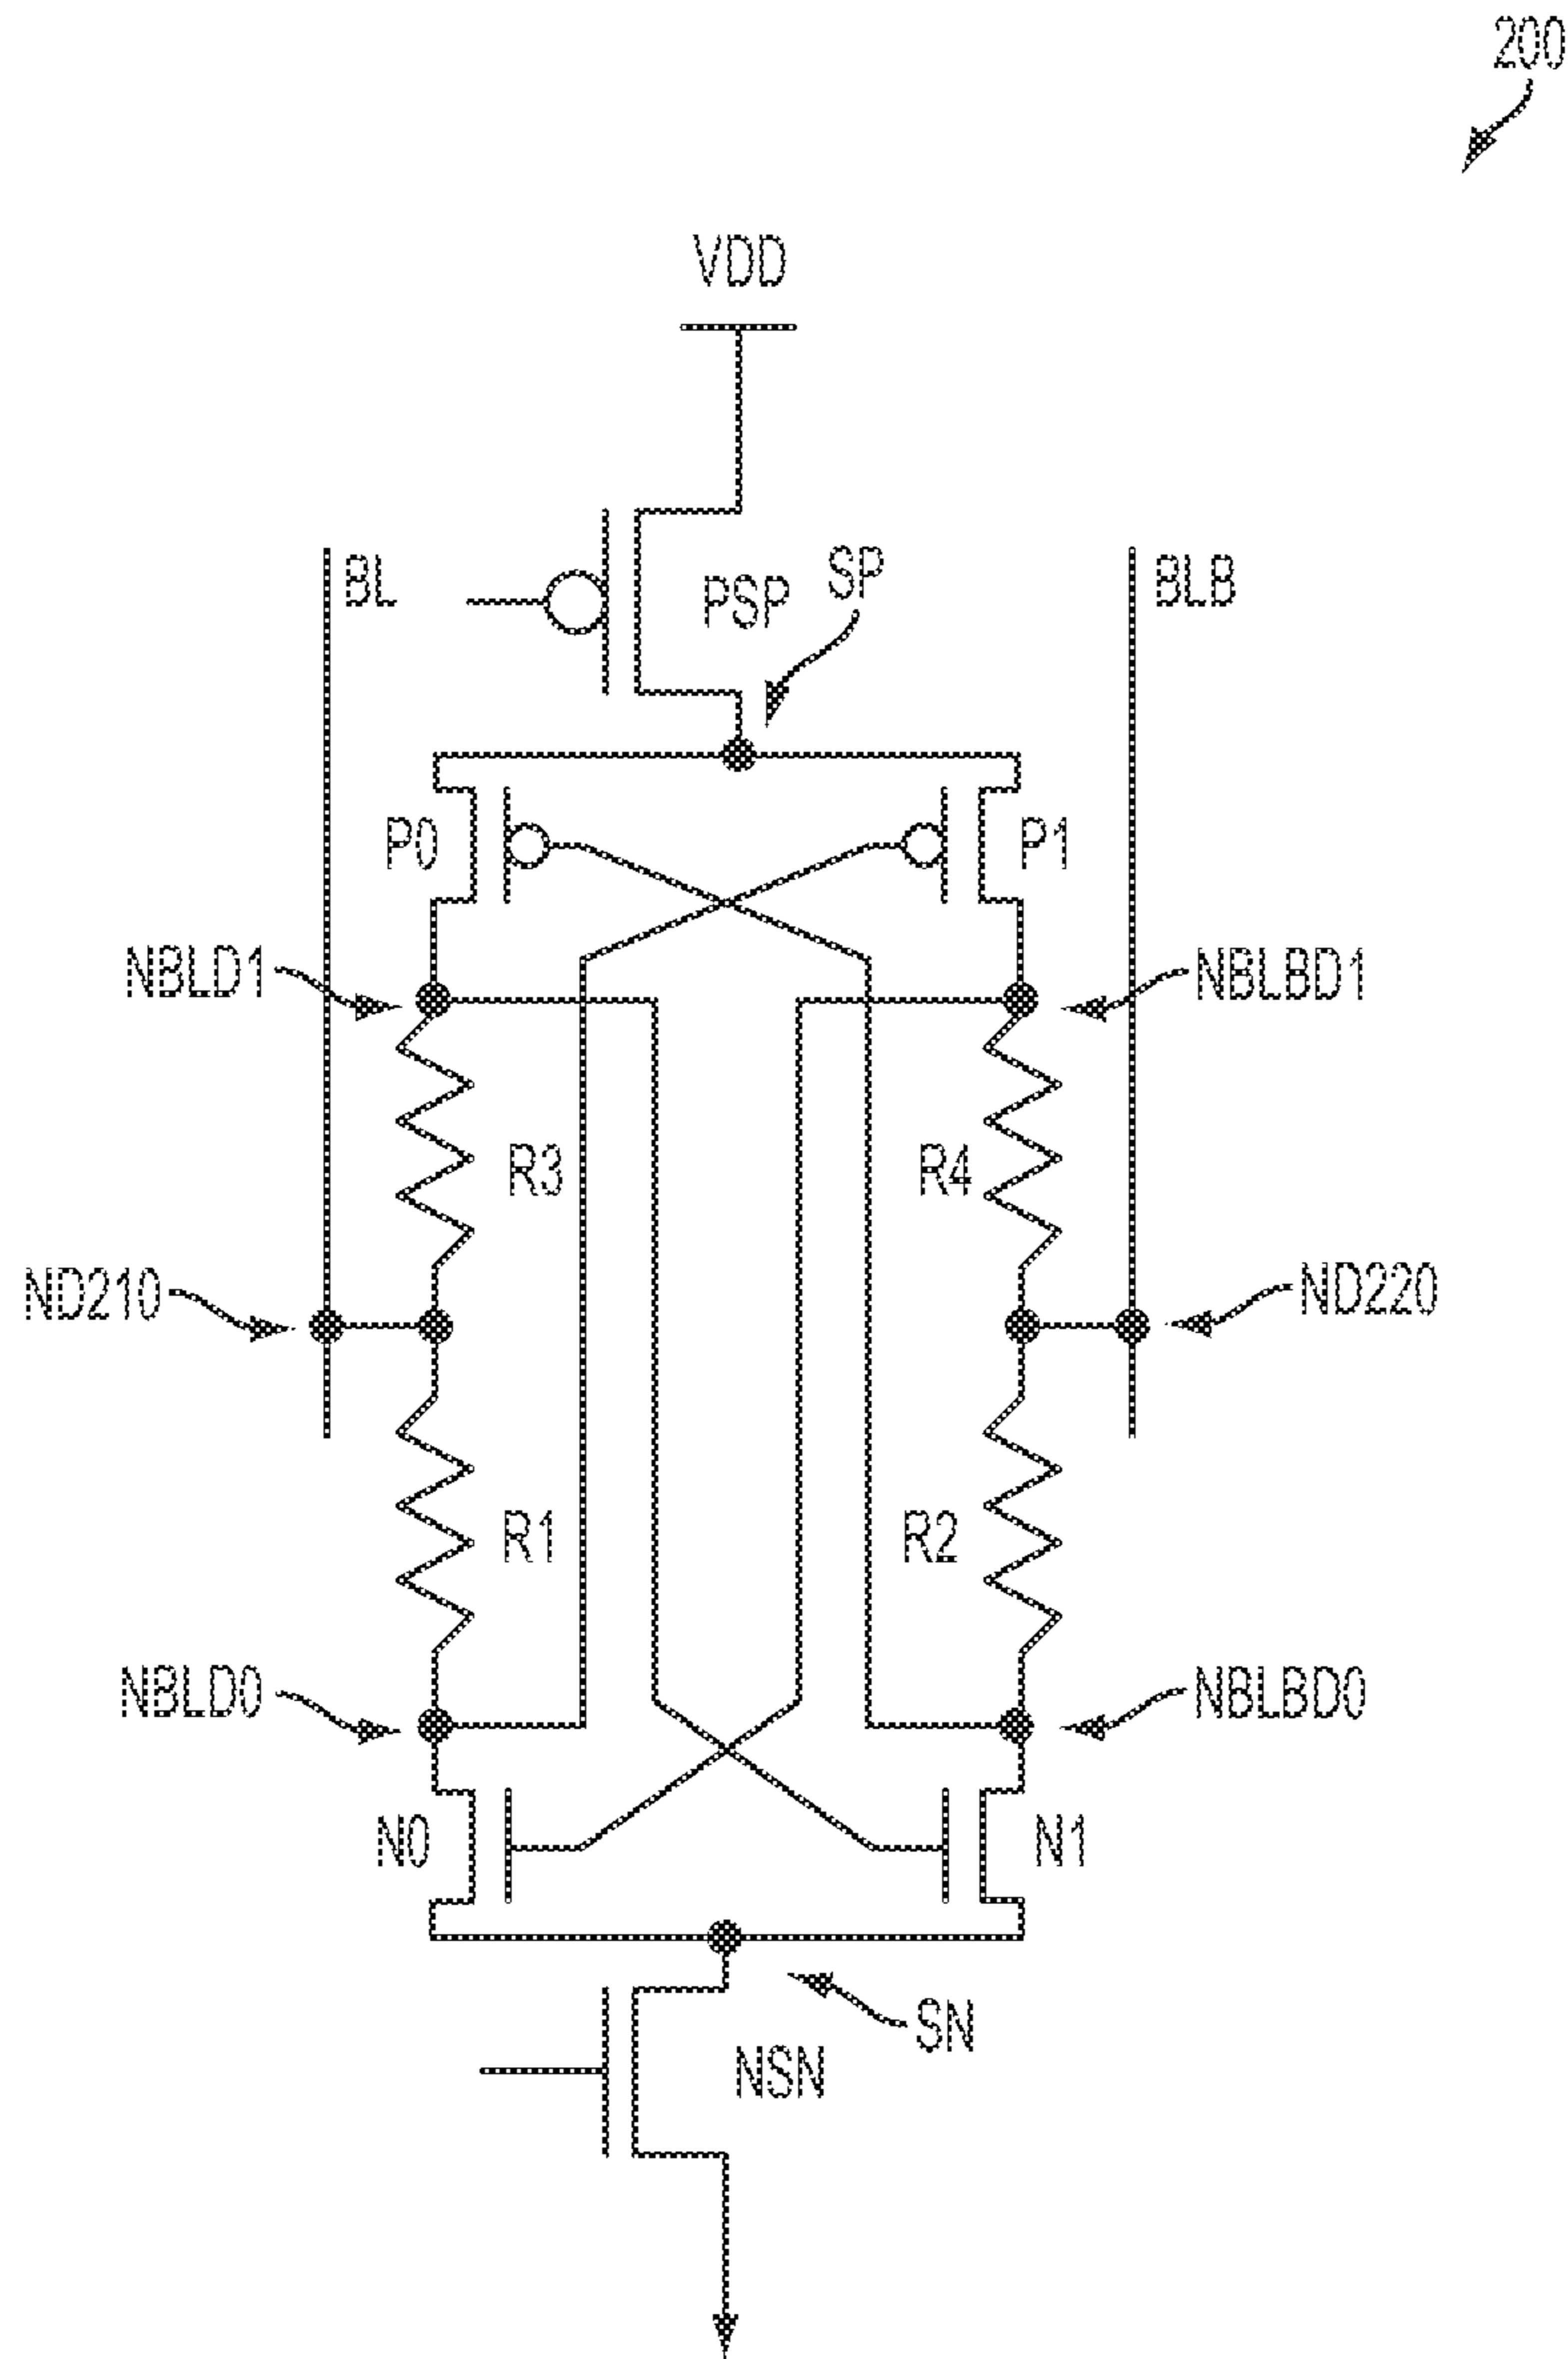 200
VDD
BL
PSP
SP
BLB
P0
P1
NBLD1
NBLBD1
R3
R4
ND210
ND220
R1
R2
NBLD0
NBLBD0
N0
N1
SN
NSN